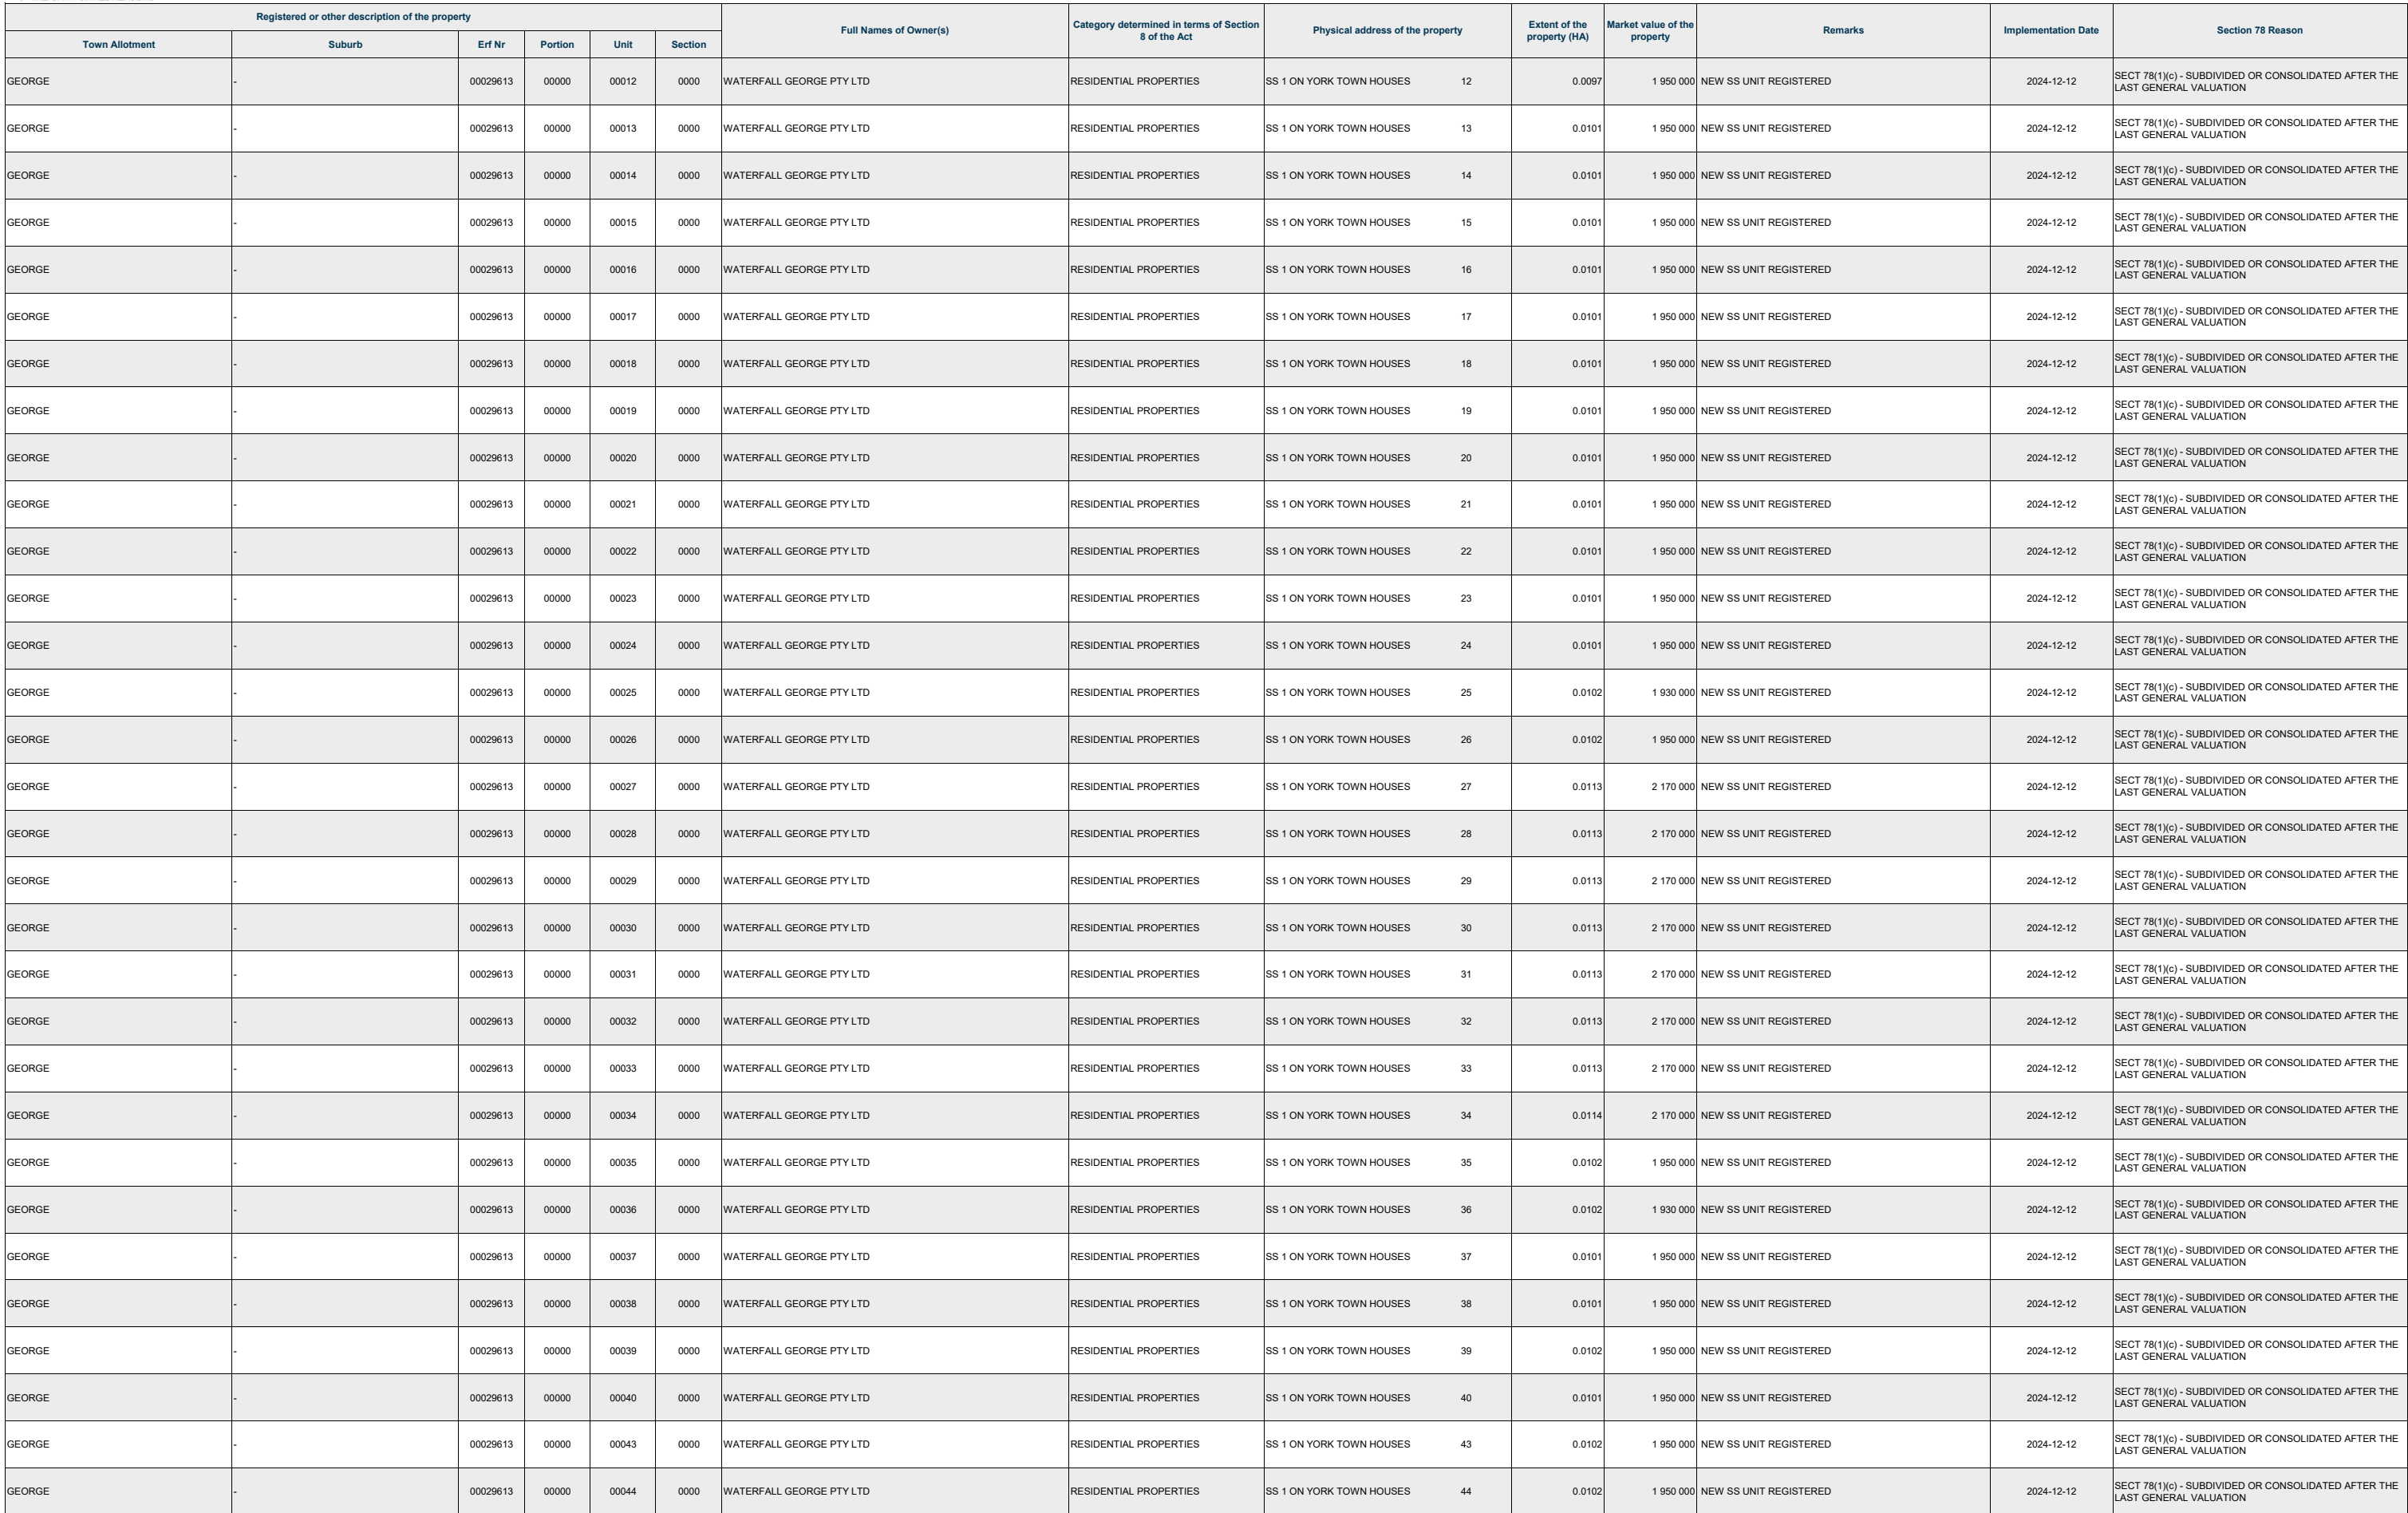 Registered or other description of the property Full Names of Owner(s) Category determined in terms of Section 8 of the Act Physical address of the property Extent of the property (HA) Market value of the property Remarks Implementation Date Section 78 Reason
Town Allotment Suburb Erf Nr Portion Unit Section
GEORGE - 00029613 00000 00012 0000 WATERFALL GEORGE PTY LTD RESIDENTIAL PROPERTIES SS 1 ON YORK TOWN HOUSES 12 0.0097 1 950 000 NEW SS UNIT REGISTERED 2024-12-12 SECT 78(1)(c) - SUBDIVIDED OR CONSOLIDATED AFTER THE LAST GENERAL VALUATION
GEORGE - 00029613 00000 00013 0000 WATERFALL GEORGE PTY LTD RESIDENTIAL PROPERTIES SS 1 ON YORK TOWN HOUSES 13 0.0101 1 950 000 NEW SS UNIT REGISTERED 2024-12-12 SECT 78(1)(c) - SUBDIVIDED OR CONSOLIDATED AFTER THE LAST GENERAL VALUATION
GEORGE - 00029613 00000 00014 0000 WATERFALL GEORGE PTY LTD RESIDENTIAL PROPERTIES SS 1 ON YORK TOWN HOUSES 14 0.0101 1 950 000 NEW SS UNIT REGISTERED 2024-12-12 SECT 78(1)(c) - SUBDIVIDED OR CONSOLIDATED AFTER THE LAST GENERAL VALUATION
GEORGE - 00029613 00000 00015 0000 WATERFALL GEORGE PTY LTD RESIDENTIAL PROPERTIES SS 1 ON YORK TOWN HOUSES 15 0.0101 1 950 000 NEW SS UNIT REGISTERED 2024-12-12 SECT 78(1)(c) - SUBDIVIDED OR CONSOLIDATED AFTER THE LAST GENERAL VALUATION
GEORGE - 00029613 00000 00016 0000 WATERFALL GEORGE PTY LTD RESIDENTIAL PROPERTIES SS 1 ON YORK TOWN HOUSES 16 0.0101 1 950 000 NEW SS UNIT REGISTERED 2024-12-12 SECT 78(1)(c) - SUBDIVIDED OR CONSOLIDATED AFTER THE LAST GENERAL VALUATION
GEORGE - 00029613 00000 00017 0000 WATERFALL GEORGE PTY LTD RESIDENTIAL PROPERTIES SS 1 ON YORK TOWN HOUSES 17 0.0101 1 950 000 NEW SS UNIT REGISTERED 2024-12-12 SECT 78(1)(c) - SUBDIVIDED OR CONSOLIDATED AFTER THE LAST GENERAL VALUATION
GEORGE - 00029613 00000 00018 0000 WATERFALL GEORGE PTY LTD RESIDENTIAL PROPERTIES SS 1 ON YORK TOWN HOUSES 18 0.0101 1 950 000 NEW SS UNIT REGISTERED 2024-12-12 SECT 78(1)(c) - SUBDIVIDED OR CONSOLIDATED AFTER THE LAST GENERAL VALUATION
GEORGE - 00029613 00000 00019 0000 WATERFALL GEORGE PTY LTD RESIDENTIAL PROPERTIES SS 1 ON YORK TOWN HOUSES 19 0.0101 1 950 000 NEW SS UNIT REGISTERED 2024-12-12 SECT 78(1)(c) - SUBDIVIDED OR CONSOLIDATED AFTER THE LAST GENERAL VALUATION
GEORGE - 00029613 00000 00020 0000 WATERFALL GEORGE PTY LTD RESIDENTIAL PROPERTIES SS 1 ON YORK TOWN HOUSES 20 0.0101 1 950 000 NEW SS UNIT REGISTERED 2024-12-12 SECT 78(1)(c) - SUBDIVIDED OR CONSOLIDATED AFTER THE LAST GENERAL VALUATION
GEORGE - 00029613 00000 00021 0000 WATERFALL GEORGE PTY LTD RESIDENTIAL PROPERTIES SS 1 ON YORK TOWN HOUSES 21 0.0101 1 950 000 NEW SS UNIT REGISTERED 2024-12-12 SECT 78(1)(c) - SUBDIVIDED OR CONSOLIDATED AFTER THE LAST GENERAL VALUATION
GEORGE - 00029613 00000 00022 0000 WATERFALL GEORGE PTY LTD RESIDENTIAL PROPERTIES SS 1 ON YORK TOWN HOUSES 22 0.0101 1 950 000 NEW SS UNIT REGISTERED 2024-12-12 SECT 78(1)(c) - SUBDIVIDED OR CONSOLIDATED AFTER THE LAST GENERAL VALUATION
GEORGE - 00029613 00000 00023 0000 WATERFALL GEORGE PTY LTD RESIDENTIAL PROPERTIES SS 1 ON YORK TOWN HOUSES 23 0.0101 1 950 000 NEW SS UNIT REGISTERED 2024-12-12 SECT 78(1)(c) - SUBDIVIDED OR CONSOLIDATED AFTER THE LAST GENERAL VALUATION
GEORGE - 00029613 00000 00024 0000 WATERFALL GEORGE PTY LTD RESIDENTIAL PROPERTIES SS 1 ON YORK TOWN HOUSES 24 0.0101 1 950 000 NEW SS UNIT REGISTERED 2024-12-12 SECT 78(1)(c) - SUBDIVIDED OR CONSOLIDATED AFTER THE LAST GENERAL VALUATION
GEORGE - 00029613 00000 00025 0000 WATERFALL GEORGE PTY LTD RESIDENTIAL PROPERTIES SS 1 ON YORK TOWN HOUSES 25 0.0102 1 930 000 NEW SS UNIT REGISTERED 2024-12-12 SECT 78(1)(c) - SUBDIVIDED OR CONSOLIDATED AFTER THE LAST GENERAL VALUATION
GEORGE - 00029613 00000 00026 0000 WATERFALL GEORGE PTY LTD RESIDENTIAL PROPERTIES SS 1 ON YORK TOWN HOUSES 26 0.0102 1 950 000 NEW SS UNIT REGISTERED 2024-12-12 SECT 78(1)(c) - SUBDIVIDED OR CONSOLIDATED AFTER THE LAST GENERAL VALUATION
GEORGE - 00029613 00000 00027 0000 WATERFALL GEORGE PTY LTD RESIDENTIAL PROPERTIES SS 1 ON YORK TOWN HOUSES 27 0.0113 2 170 000 NEW SS UNIT REGISTERED 2024-12-12 SECT 78(1)(c) - SUBDIVIDED OR CONSOLIDATED AFTER THE LAST GENERAL VALUATION
GEORGE - 00029613 00000 00028 0000 WATERFALL GEORGE PTY LTD RESIDENTIAL PROPERTIES SS 1 ON YORK TOWN HOUSES 28 0.0113 2 170 000 NEW SS UNIT REGISTERED 2024-12-12 SECT 78(1)(c) - SUBDIVIDED OR CONSOLIDATED AFTER THE LAST GENERAL VALUATION
GEORGE - 00029613 00000 00029 0000 WATERFALL GEORGE PTY LTD RESIDENTIAL PROPERTIES SS 1 ON YORK TOWN HOUSES 29 0.0113 2 170 000 NEW SS UNIT REGISTERED 2024-12-12 SECT 78(1)(c) - SUBDIVIDED OR CONSOLIDATED AFTER THE LAST GENERAL VALUATION
GEORGE - 00029613 00000 00030 0000 WATERFALL GEORGE PTY LTD RESIDENTIAL PROPERTIES SS 1 ON YORK TOWN HOUSES 30 0.0113 2 170 000 NEW SS UNIT REGISTERED 2024-12-12 SECT 78(1)(c) - SUBDIVIDED OR CONSOLIDATED AFTER THE LAST GENERAL VALUATION
GEORGE - 00029613 00000 00031 0000 WATERFALL GEORGE PTY LTD RESIDENTIAL PROPERTIES SS 1 ON YORK TOWN HOUSES 31 0.0113 2 170 000 NEW SS UNIT REGISTERED 2024-12-12 SECT 78(1)(c) - SUBDIVIDED OR CONSOLIDATED AFTER THE LAST GENERAL VALUATION
GEORGE - 00029613 00000 00032 0000 WATERFALL GEORGE PTY LTD RESIDENTIAL PROPERTIES SS 1 ON YORK TOWN HOUSES 32 0.0113 2 170 000 NEW SS UNIT REGISTERED 2024-12-12 SECT 78(1)(c) - SUBDIVIDED OR CONSOLIDATED AFTER THE LAST GENERAL VALUATION
GEORGE - 00029613 00000 00033 0000 WATERFALL GEORGE PTY LTD RESIDENTIAL PROPERTIES SS 1 ON YORK TOWN HOUSES 33 0.0113 2 170 000 NEW SS UNIT REGISTERED 2024-12-12 SECT 78(1)(c) - SUBDIVIDED OR CONSOLIDATED AFTER THE LAST GENERAL VALUATION
GEORGE - 00029613 00000 00034 0000 WATERFALL GEORGE PTY LTD RESIDENTIAL PROPERTIES SS 1 ON YORK TOWN HOUSES 34 0.0114 2 170 000 NEW SS UNIT REGISTERED 2024-12-12 SECT 78(1)(c) - SUBDIVIDED OR CONSOLIDATED AFTER THE LAST GENERAL VALUATION
GEORGE - 00029613 00000 00035 0000 WATERFALL GEORGE PTY LTD RESIDENTIAL PROPERTIES SS 1 ON YORK TOWN HOUSES 35 0.0102 1 950 000 NEW SS UNIT REGISTERED 2024-12-12 SECT 78(1)(c) - SUBDIVIDED OR CONSOLIDATED AFTER THE LAST GENERAL VALUATION
GEORGE - 00029613 00000 00036 0000 WATERFALL GEORGE PTY LTD RESIDENTIAL PROPERTIES SS 1 ON YORK TOWN HOUSES 36 0.0102 1 930 000 NEW SS UNIT REGISTERED 2024-12-12 SECT 78(1)(c) - SUBDIVIDED OR CONSOLIDATED AFTER THE LAST GENERAL VALUATION
GEORGE - 00029613 00000 00037 0000 WATERFALL GEORGE PTY LTD RESIDENTIAL PROPERTIES SS 1 ON YORK TOWN HOUSES 37 0.0101 1 950 000 NEW SS UNIT REGISTERED 2024-12-12 SECT 78(1)(c) - SUBDIVIDED OR CONSOLIDATED AFTER THE LAST GENERAL VALUATION
GEORGE - 00029613 00000 00038 0000 WATERFALL GEORGE PTY LTD RESIDENTIAL PROPERTIES SS 1 ON YORK TOWN HOUSES 38 0.0101 1 950 000 NEW SS UNIT REGISTERED 2024-12-12 SECT 78(1)(c) - SUBDIVIDED OR CONSOLIDATED AFTER THE LAST GENERAL VALUATION
GEORGE - 00029613 00000 00039 0000 WATERFALL GEORGE PTY LTD RESIDENTIAL PROPERTIES SS 1 ON YORK TOWN HOUSES 39 0.0102 1 950 000 NEW SS UNIT REGISTERED 2024-12-12 SECT 78(1)(c) - SUBDIVIDED OR CONSOLIDATED AFTER THE LAST GENERAL VALUATION
GEORGE - 00029613 00000 00040 0000 WATERFALL GEORGE PTY LTD RESIDENTIAL PROPERTIES SS 1 ON YORK TOWN HOUSES 40 0.0101 1 950 000 NEW SS UNIT REGISTERED 2024-12-12 SECT 78(1)(c) - SUBDIVIDED OR CONSOLIDATED AFTER THE LAST GENERAL VALUATION
GEORGE - 00029613 00000 00043 0000 WATERFALL GEORGE PTY LTD RESIDENTIAL PROPERTIES SS 1 ON YORK TOWN HOUSES 43 0.0102 1 950 000 NEW SS UNIT REGISTERED 2024-12-12 SECT 78(1)(c) - SUBDIVIDED OR CONSOLIDATED AFTER THE LAST GENERAL VALUATION
GEORGE - 00029613 00000 00044 0000 WATERFALL GEORGE PTY LTD RESIDENTIAL PROPERTIES SS 1 ON YORK TOWN HOUSES 44 0.0102 1 950 000 NEW SS UNIT REGISTERED 2024-12-12 SECT 78(1)(c) - SUBDIVIDED OR CONSOLIDATED AFTER THE LAST GENERAL VALUATION